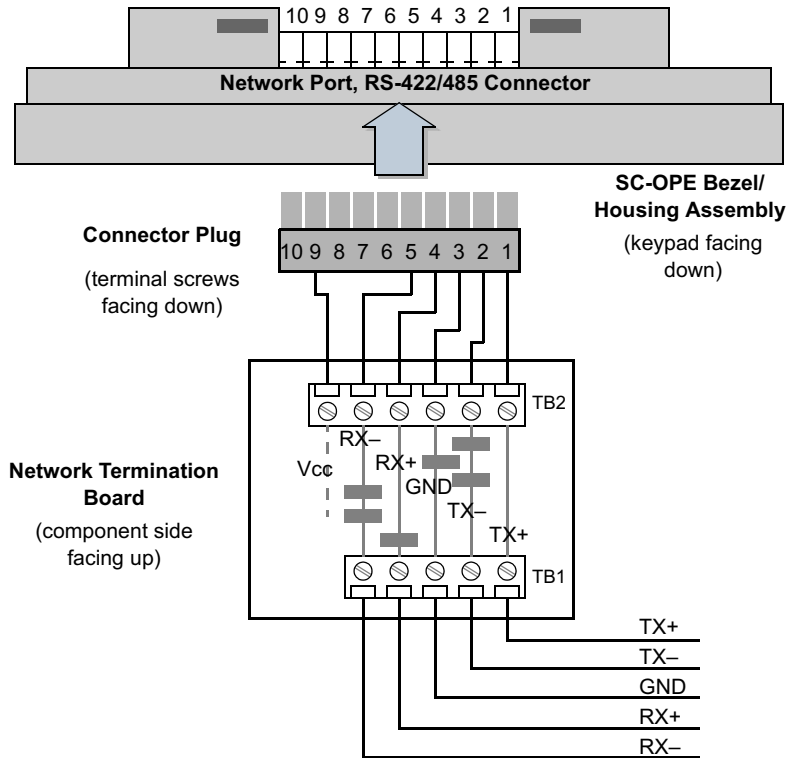 10 9 8 7 6 5 4 3 2 1
Network Port, RS-422/485 Connector
SC-OPE Bezel/
Housing Assembly
(keypad facing
down)
Connector Plug
(terminal screws
facing down)
10 9 8 7 6 5 4 3 2 1
TB2
RX–
Vcc
RX+
GND
TX–
TX+
Network Termination
Board
(component side
facing up)
TB1
TX+
TX–
GND
RX+
RX–